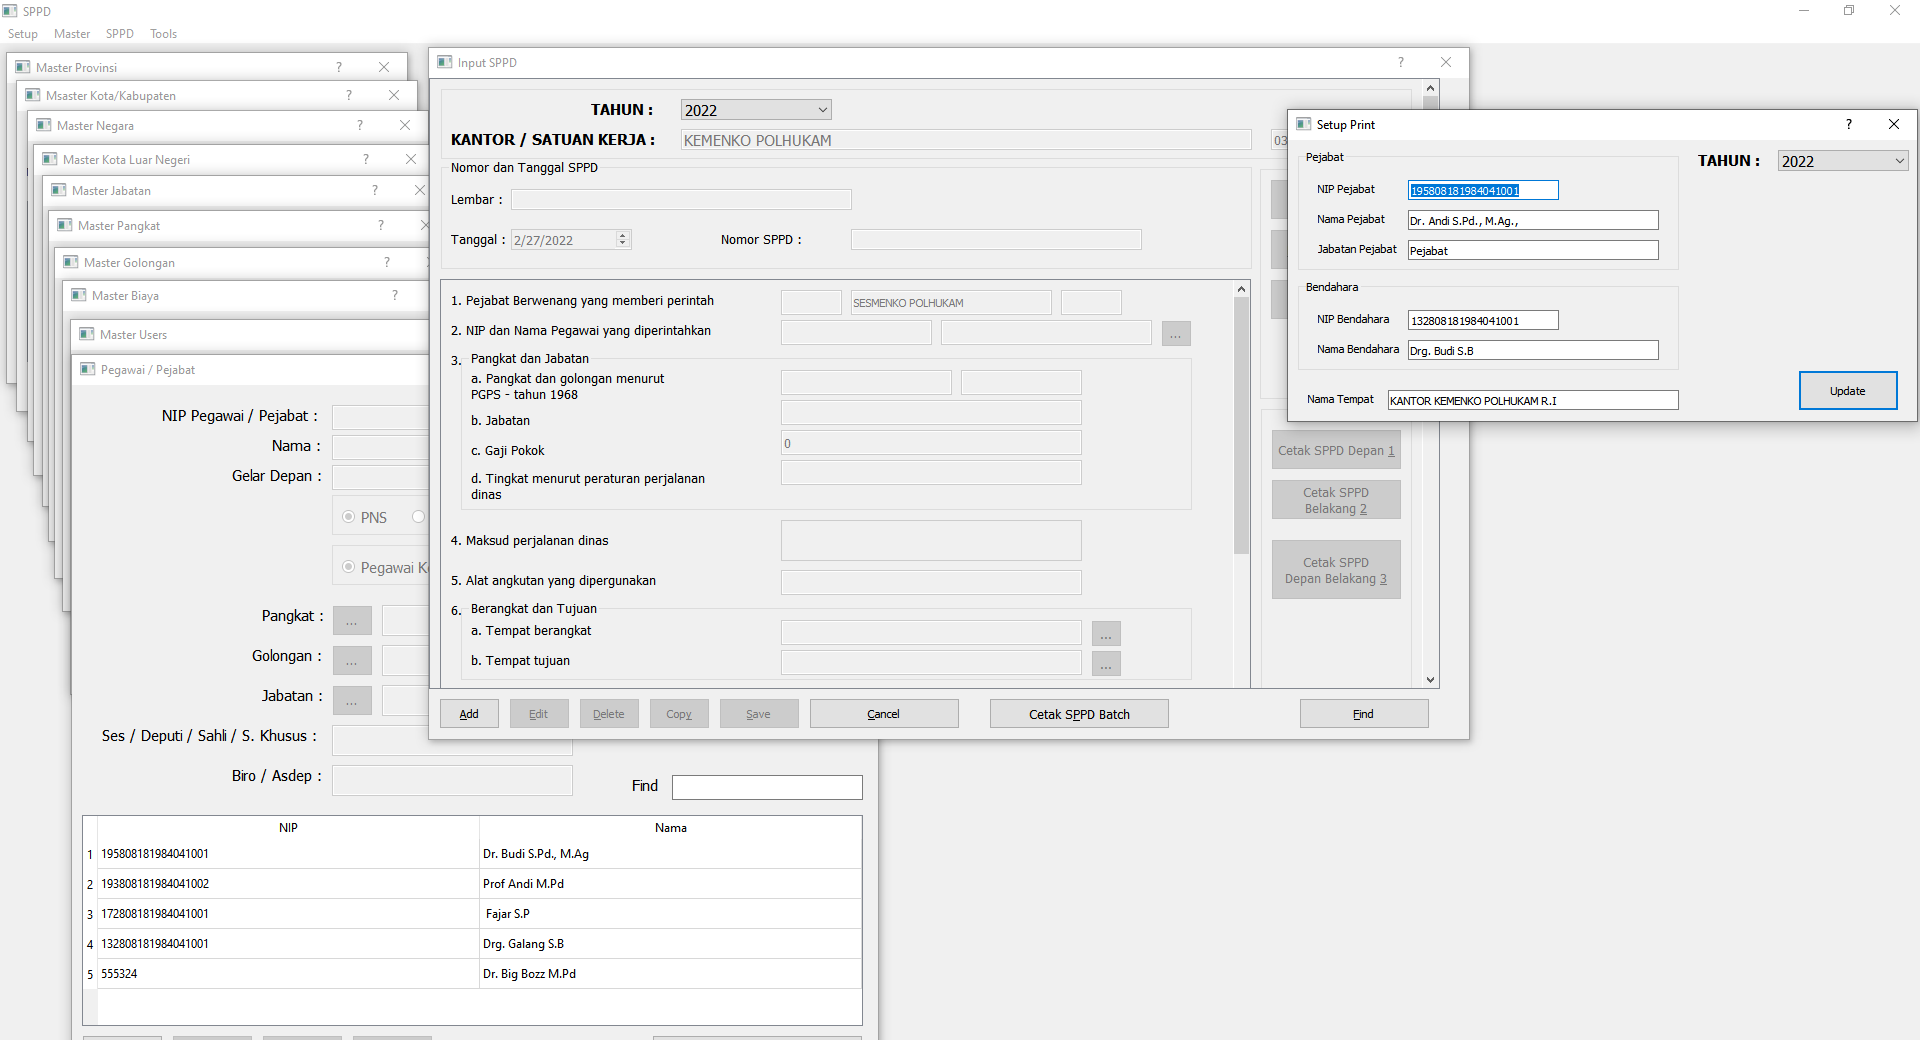 SPPD
Setup Master SPPD Tools
Master Provinsi ?
Msaster Kota/Kabupaten ?
Master Negara ?
Master Kota Luar Negeri ?
Master Jabatan ?
Master Pangkat ?
Master Golongan ?
Master Biaya ?
Master Users
Pegawai / Pejabat
NIP Pegawai / Pejabat :
Nama :
Gelar Depan :
PNS
Pegawai K
Pangkat : ...
Golongan : ...
Jabatan : ...
Ses / Deputi / Sahli / S. Khusus :
Biro / Asdep :
Find
NIP Nama
1 195808181984041001 Dr. Budi S.Pd., M.Ag
2 193808181984041002 Prof Andi M.Pd
3 172808181984041001 Fajar S.P
4 132808181984041001 Drg. Galang S.B
5 555324 Dr. Big Bozz M.Pd
Input SPPD ?
TAHUN : 2022
KANTOR / SATUAN KERJA : KEMENKO POLHUKAM 03
Nomor dan Tanggal SPPD
Lembar :
Tanggal : 2/27/2022 Nomor SPPD :
1. Pejabat Berwenang yang memberi perintah SESMENKO POLHUKAM
2. NIP dan Nama Pegawai yang diperintahkan ...
3. Pangkat dan Jabatan
a. Pangkat dan golongan menurut
PGPS - tahun 1968
b. Jabatan
c. Gaji Pokok 0
d. Tingkat menurut peraturan perjalanan
dinas
4. Maksud perjalanan dinas
5. Alat angkutan yang dipergunakan
6. Berangkat dan Tujuan
a. Tempat berangkat ...
b. Tempat tujuan ...
Cetak SPPD Depan 1
Cetak SPPD
Belakang 2
Cetak SPPD
Depan Belakang 3
Add Edit Delete Copy Save Cancel Cetak SPPD Batch Find
Setup Print ?
Pejabat TAHUN : 2022
NIP Pejabat 195808181984041001
Nama Pejabat Dr. Andi S.Pd., M.Ag.,
Jabatan Pejabat Pejabat
Bendahara
NIP Bendahara 132808181984041001
Nama Bendahara Drg. Budi S.B
Nama Tempat KANTOR KEMENKO POLHUKAM R.I
Update